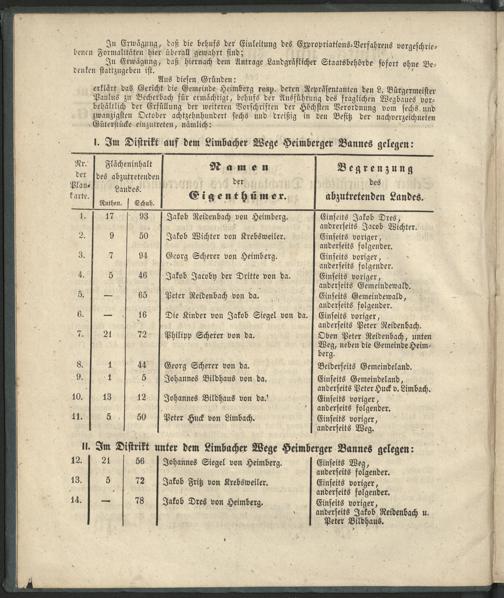 In Erwägung, daß die behufs der Einleitung des Expropriations-Verfahrens vorgeschrie-
benen Formalitäten hier überall gewahrt sind;
In Erwägung, daß hiernach dem Antrage Landgräflicher Staatsbehörde sofort ohne Be-
denken stattzugeben ist.
Aus diesen Gründen:
erklärt das Gericht die Gemeinde Heimberg resp. deren Repräsentanten den L. Bürgermeister
Paulus zu Becherbach für ermächtigt, behufs der Ausführung des fraglichen Wegbaues vor-
behältlich der Erfüllung der weiteren Vorschriften der Höchsten Verordnung vom sechs und
zwanzigsten October achtzehnhundert sechs und dreißig in den Besitz der nachverzeichneten
Güterstücke einzutreten, nämlich:
I. Im Distrikt auf dem Limbacher Wege Heimberger Bannes gelegen:
Nr. der Plan-karte. Flächeninhalt des abzutretenden Landes. Ruthen. Schuh. Namen der Eigenthümer. Begrenzung des abzutretenden Landes.
1. 17 93 Jakob Reidenbach von Heimberg. Einseits Jakob Dres,
andrerseits Jacob Wichter.
2. 9 50 Jakob Wichter von Krebsweiler. Einseits voriger,
anderseits folgender.
3. 7 94 Georg Scherer von Heimberg. Einseits voriger,
anderseits folgender.
4. 5 46 Jakob Jacoby der Dritte von da. Einseits voriger,
anderseits Gemeindewald.
5. — 65 Peter Reidenbach von da. Einseits Gemeindewald,
anderseits folgender.
6. — 16 Die Kinder von Jakob Siegel von da. Einseits voriger,
anderseits Peter Reidenbach.
7. 21 72 Philipp Scherer von da. Oben Peter Reidenbach, unten
Weg, neben die Gemeinde Heim-
berg.
8. 1 44 Georg Scherer von da. Beiderseits Gemeindeland.
9. 1 5 Johannes Bildhaus von da. Einseits Gemeindeland,
anderseits Peter Huck v. Limbach.
10. 13 12 Johannes Bildhaus von da. Einseits voriger,
anderseits folgender.
11. 5 50 Peter Huck von Limbach. Einseits voriger,
anderseits Weg.
II. Im Distrikt unter dem Limbacher Wege Heimberger Bannes gelegen:
12. 21 56 Johannes Siegel von Heimberg. Einseits Weg,
anderseits folgender.
13. 5 72 Jakob Fritz von Krebsweiler. Einseits voriger,
anderseits folgender.
14. — 78 Jakob Dres von Heimberg. Einseits voriger,
anderseits Jakob Reidenbach u.
Peter Bildhaus.